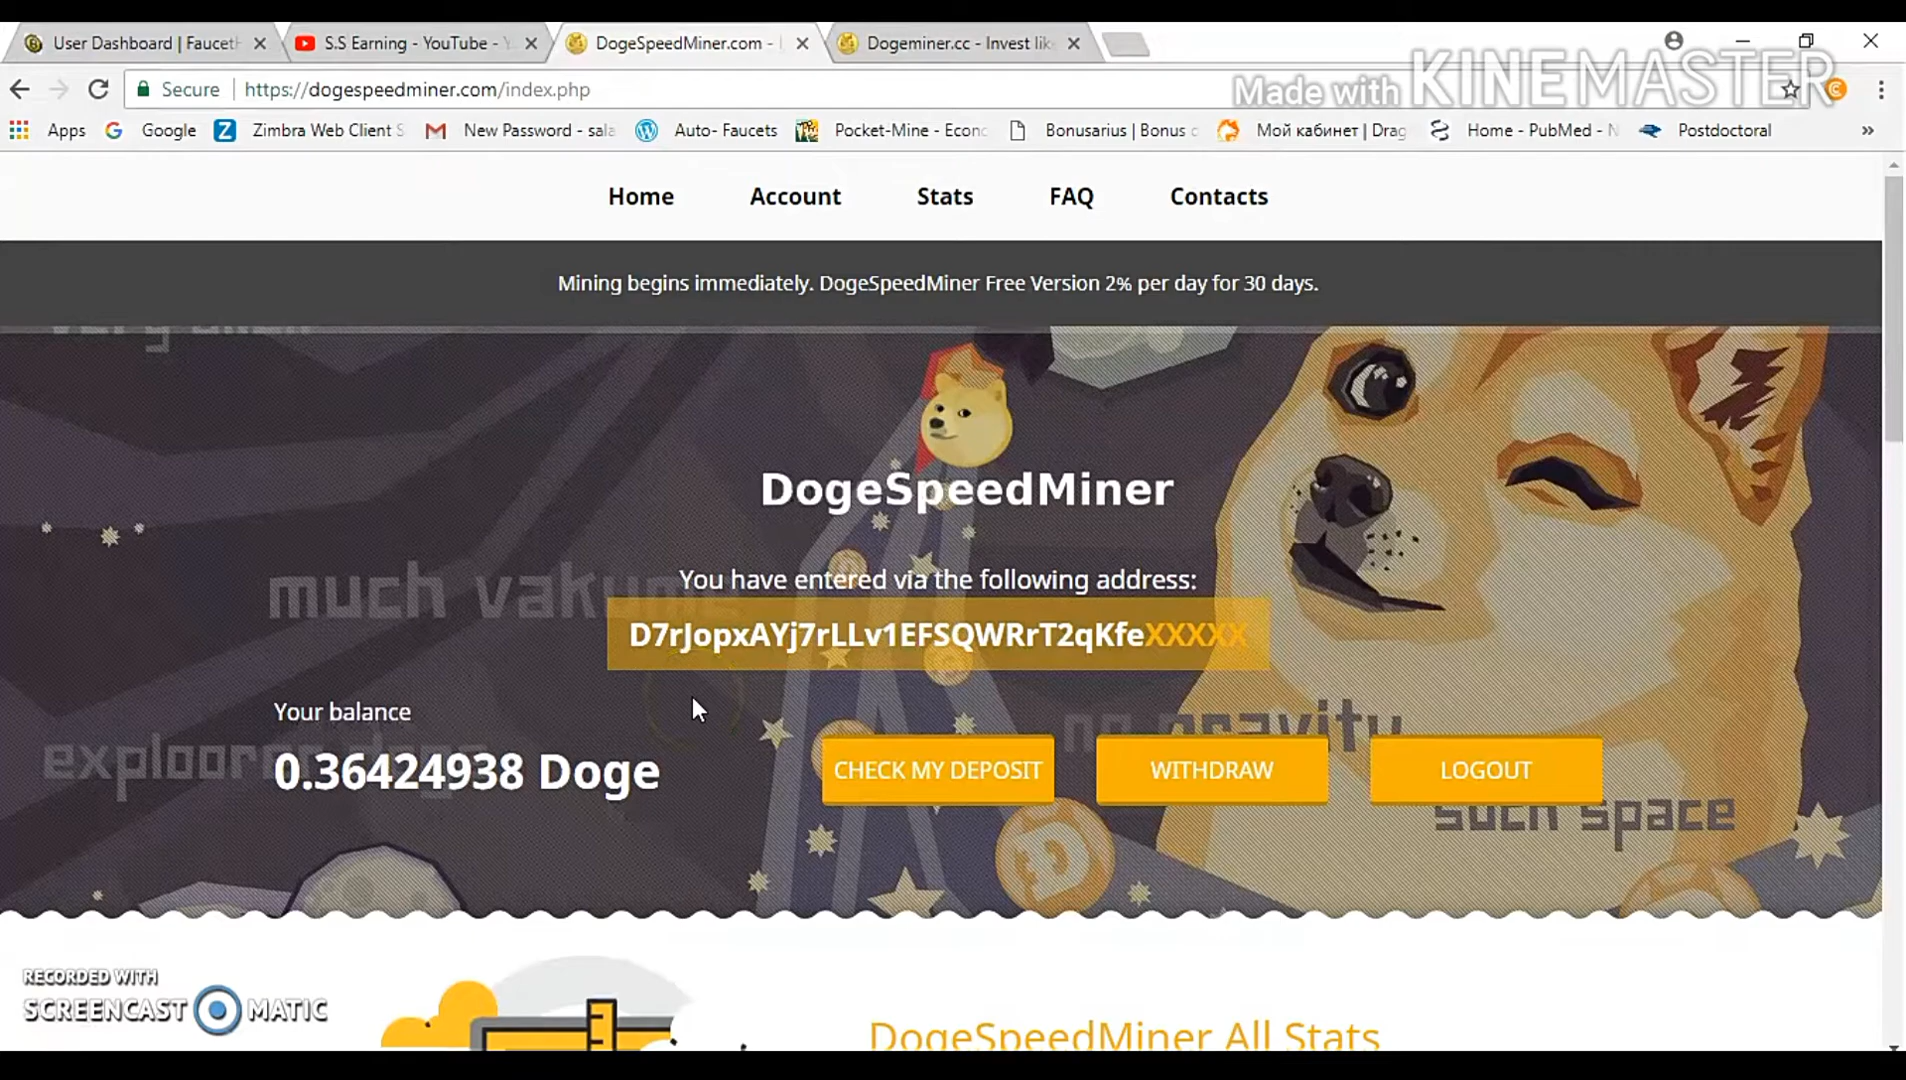 User Dashboard | Faucet
S.S Earning - YouTube - Y
DogeSpeedMiner.com -
Dogeminer.cc - Invest lik
Secure
https://dogespeedminer.com/index.php
Made with KINEMASTER
Apps
Google
Zimbra Web Client S
New Password - sala
Auto- Faucets
Pocket-Mine - Econ
Bonusarius | Bonus c
Мой кабинет | Drag
Home - PubMed - N
Postdoctoral
»
Home
Account
Stats
FAQ
Contacts
Mining begins immediately. DogeSpeedMiner Free Version 2% per day for 30 days.
DogeSpeedMiner
much vakuume
You have entered via the following address:
D7rJopxAYj7rLLv1EFSQWRrT2qKfeXXXXX
Your balance
no gravity
0.36424938 Doge
CHECK MY DEPOSIT
WITHDRAW
LOGOUT
such space
RECORDED WITH
SCREENCAST MATIC
DogeSpeedMiner All Stats